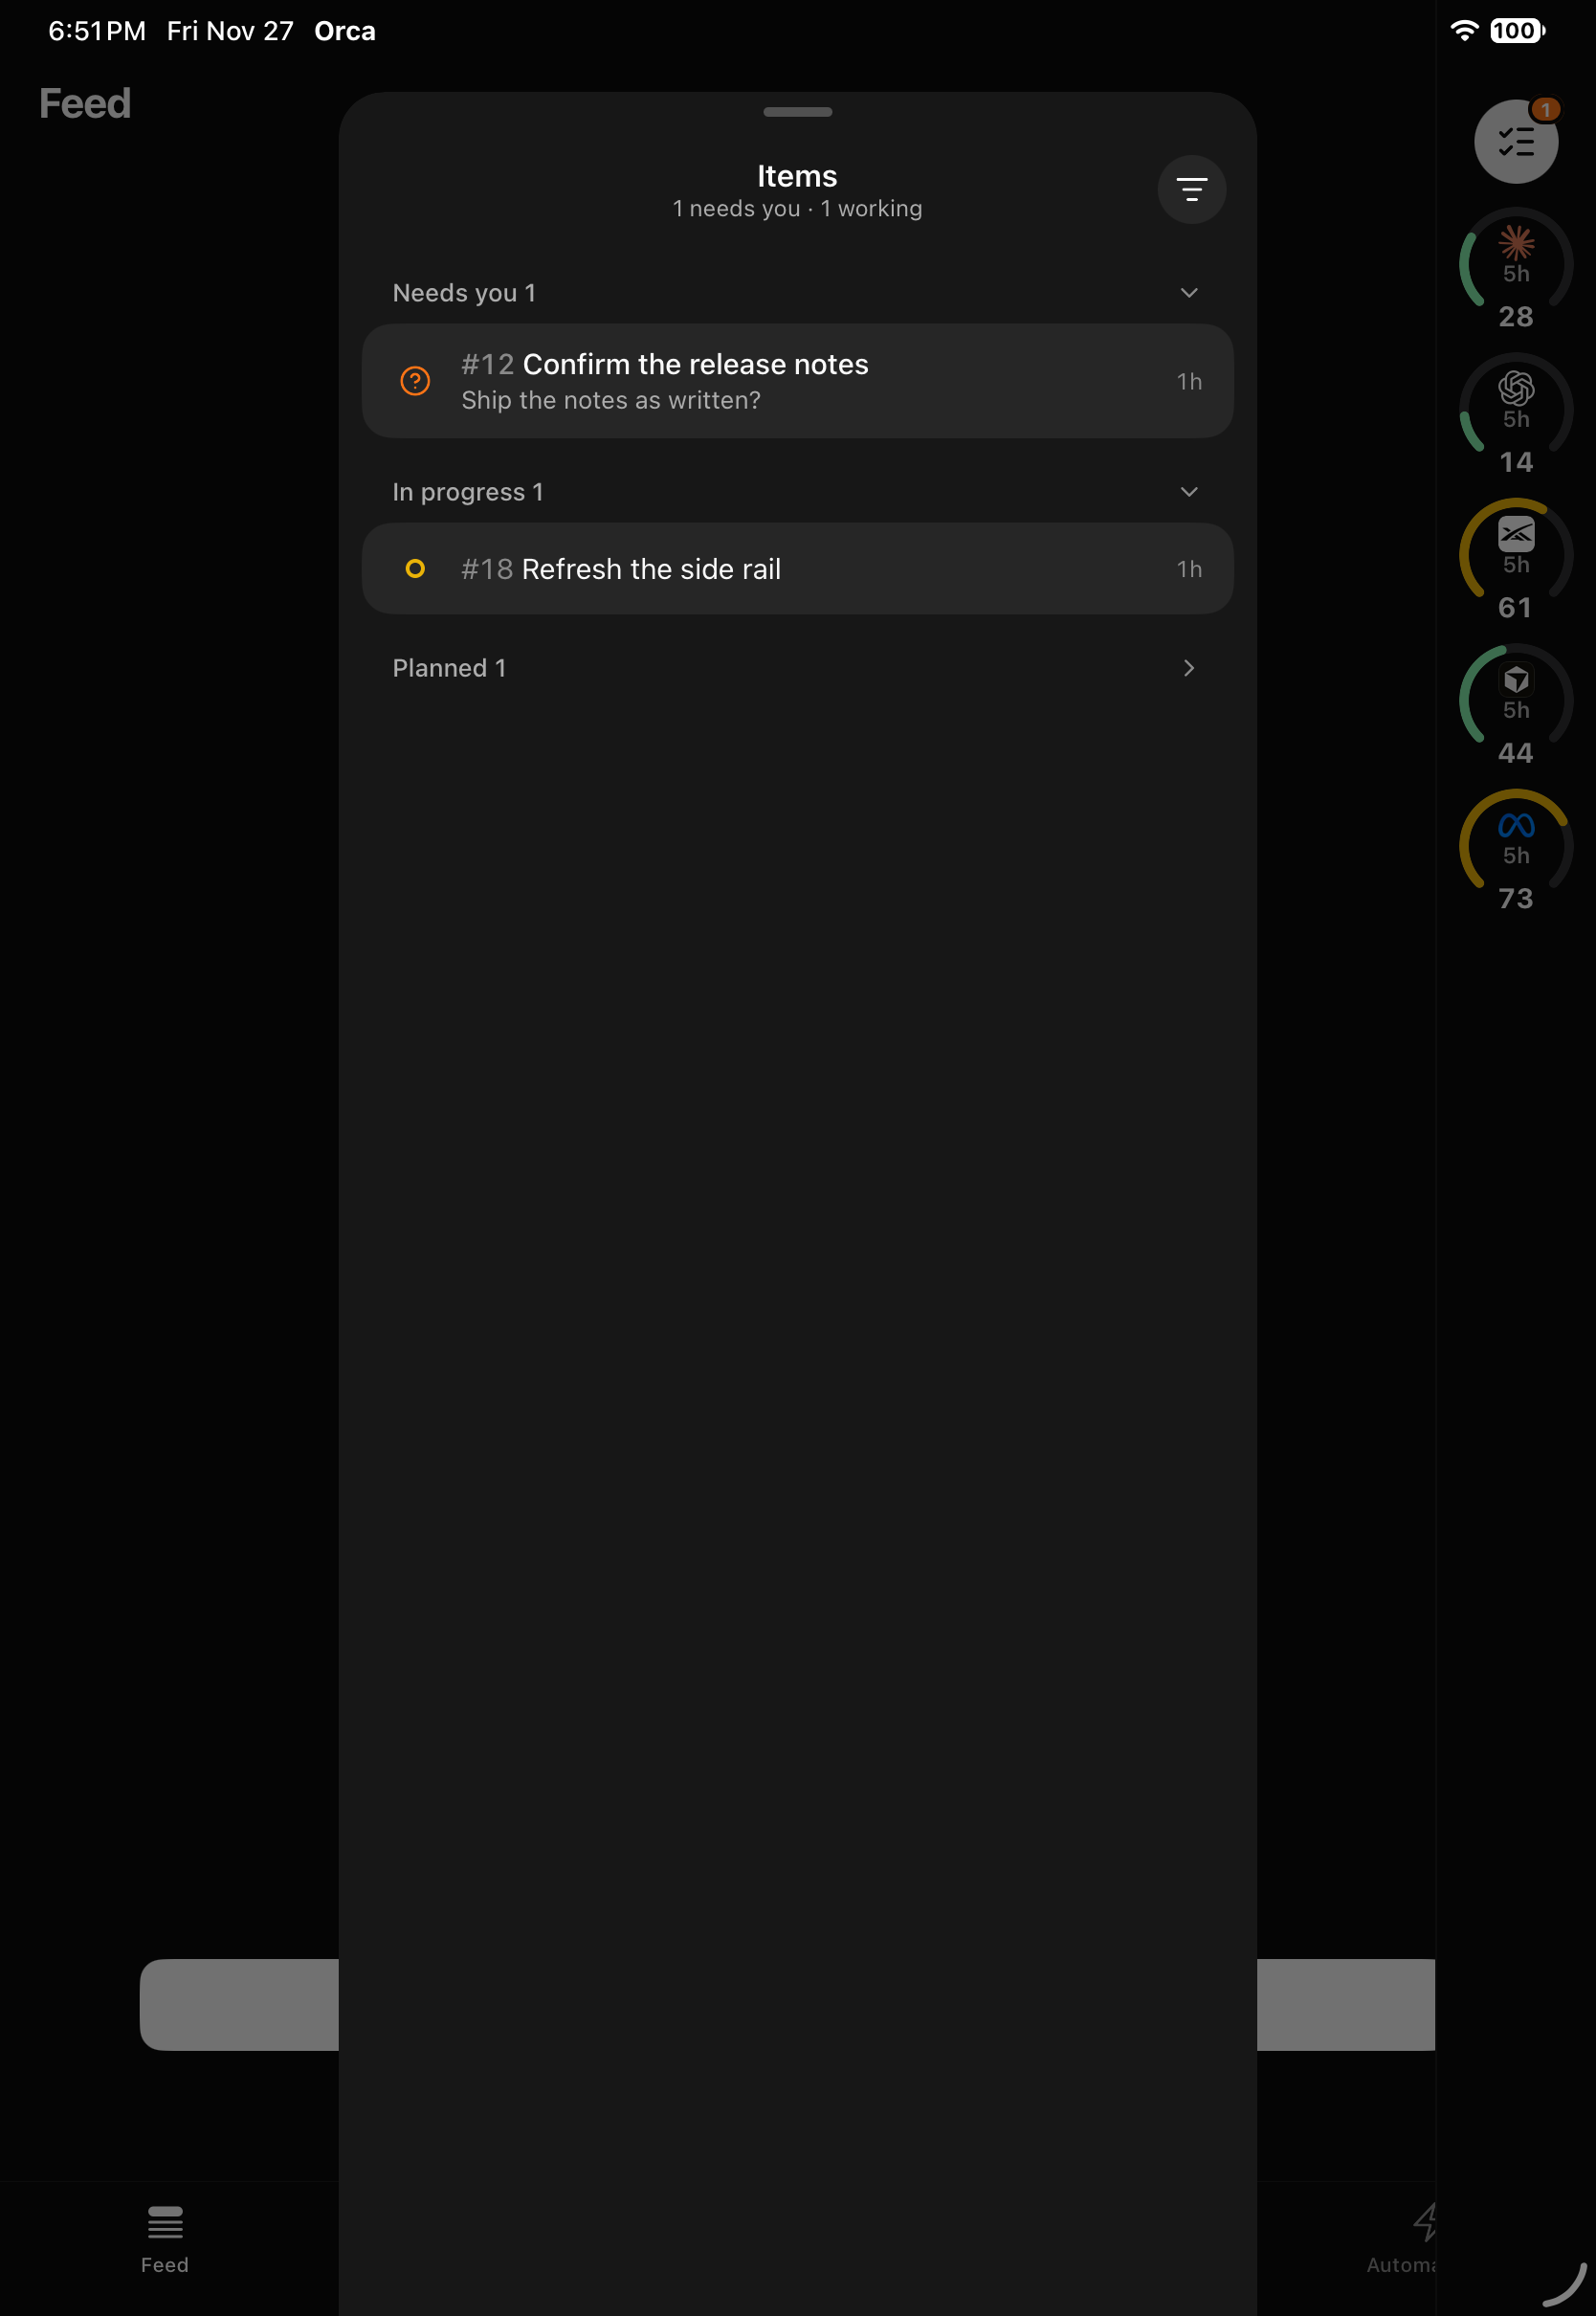 6:51 PM Fri Nov 27 Orca
100
Feed
Items
1 needs you · 1 working
1
Needs you 1
#12 Confirm the release notes
Ship the notes as written?
1h
In progress 1
#18 Refresh the side rail
1h
Planned 1
5h
28
5h
14
5h
61
5h
44
5h
73
Feed
Autom